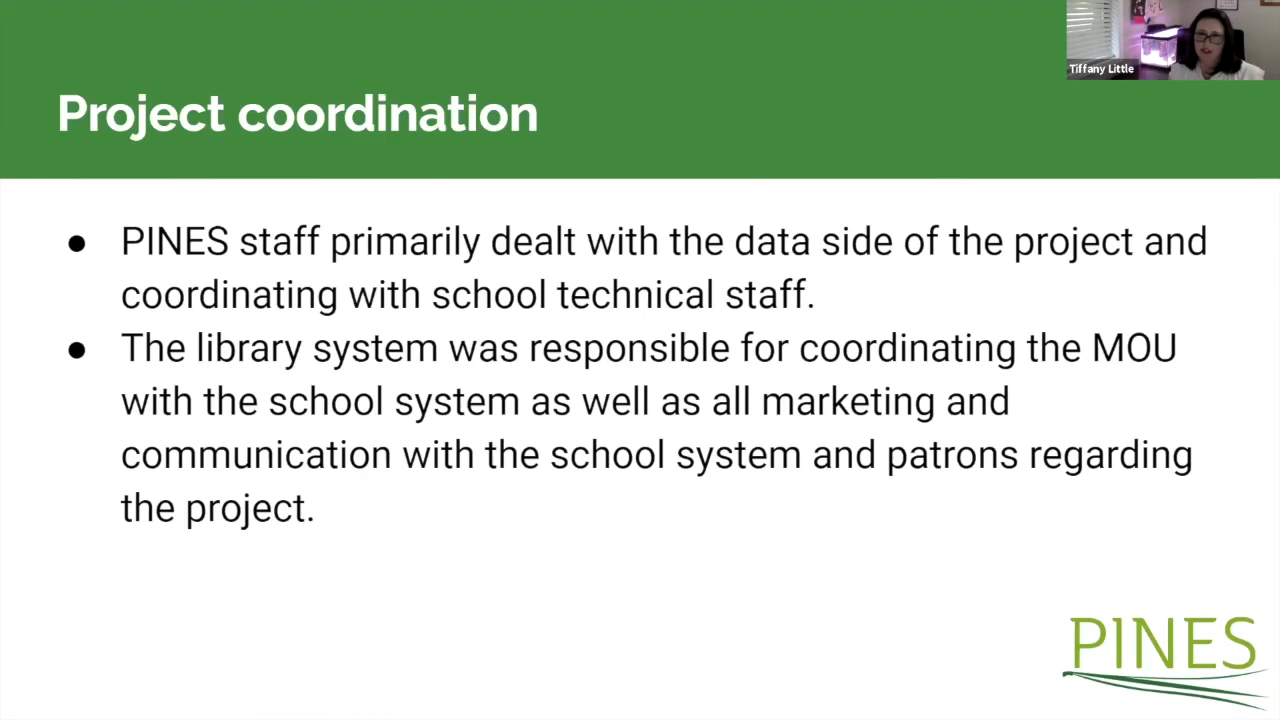 Tiffany Little
Project coordination
● PINES staff primarily dealt with the data side of the project and
coordinating with school technical staff.
● The library system was responsible for coordinating the MOU
with the school system as well as all marketing and
communication with the school system and patrons regarding
the project.
PINES